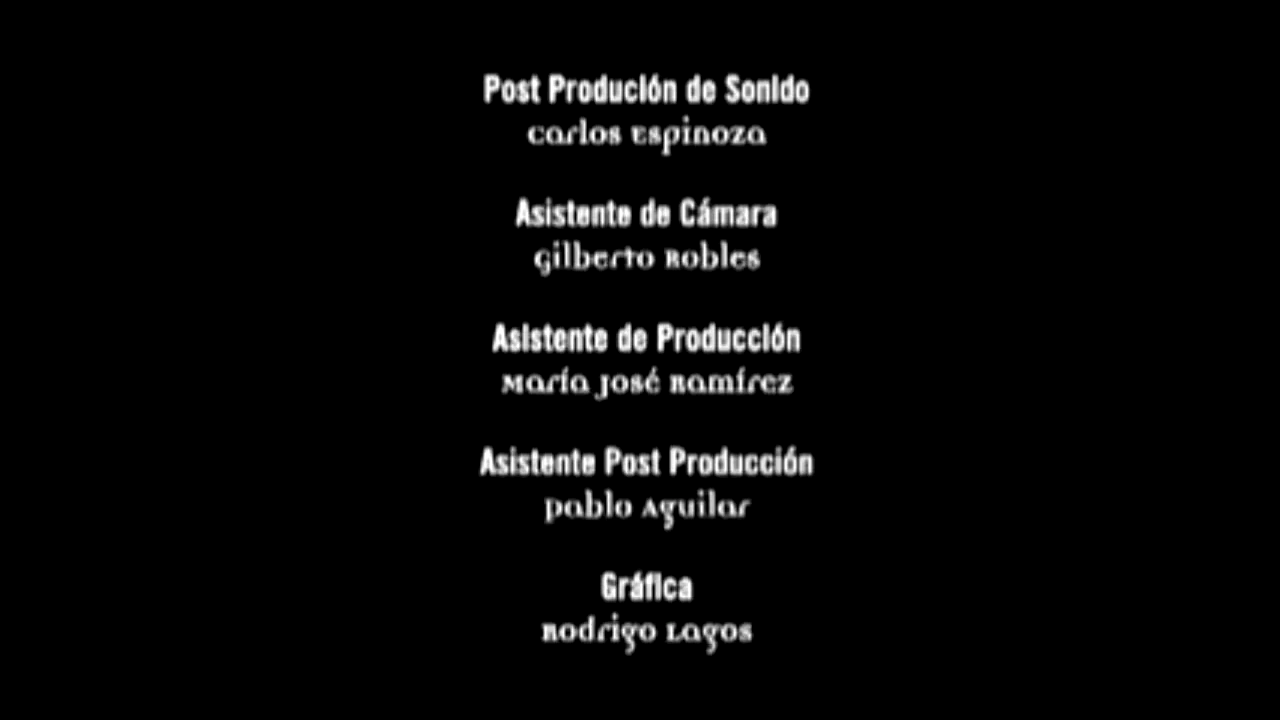 Post Produción de Sonido
Carlos Espinoza
Asistente de Cámara
Gilberto Robles
Asistente de Producción
María José Ramírez
Asistente Post Producción
Pablo Aguilar
Gráfica
Rodrigo Lagos